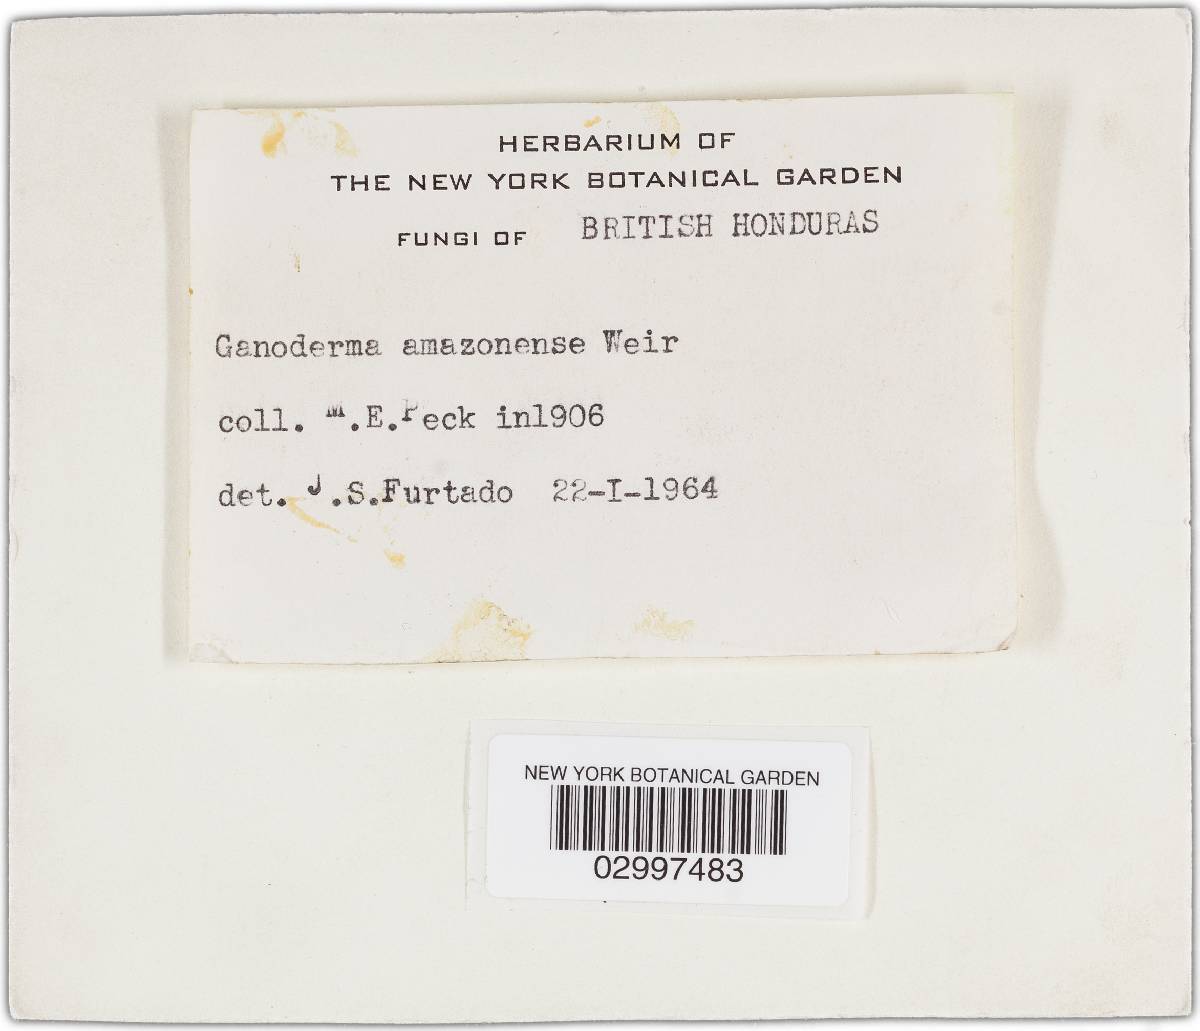 HERBARIUM OF
THE NEW YORK BOTANICAL GARDEN
FUNGI OF BRITISH HONDURAS
Ganoderma amazonense Weir
coll. M.E.Peck in1906
det. J.S.Furtado 22-I-1964
NEW YORK BOTANICAL GARDEN
02997483